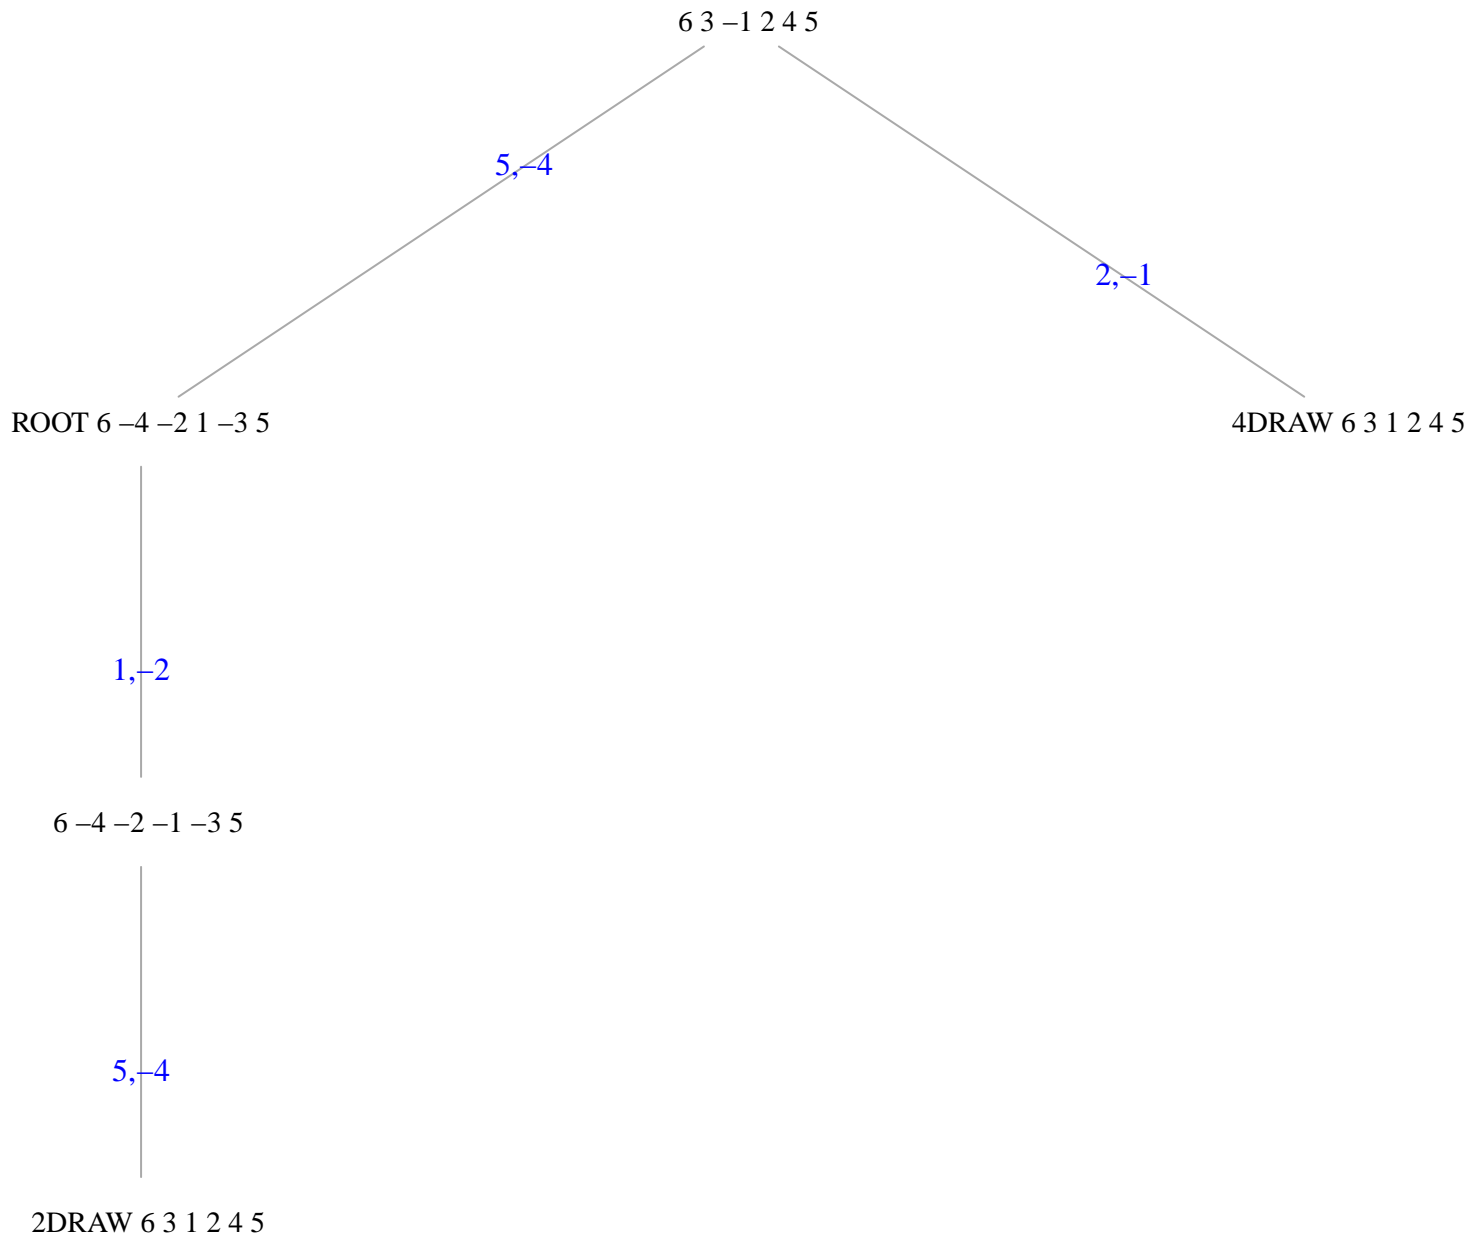 6 3 –1 2 4 5
5,–4
2,–1
ROOT 6 –4 –2 1 –3 5
4DRAW 6 3 1 2 4 5
1,–2
6 –4 –2 –1 –3 5
5,–4
2DRAW 6 3 1 2 4 5